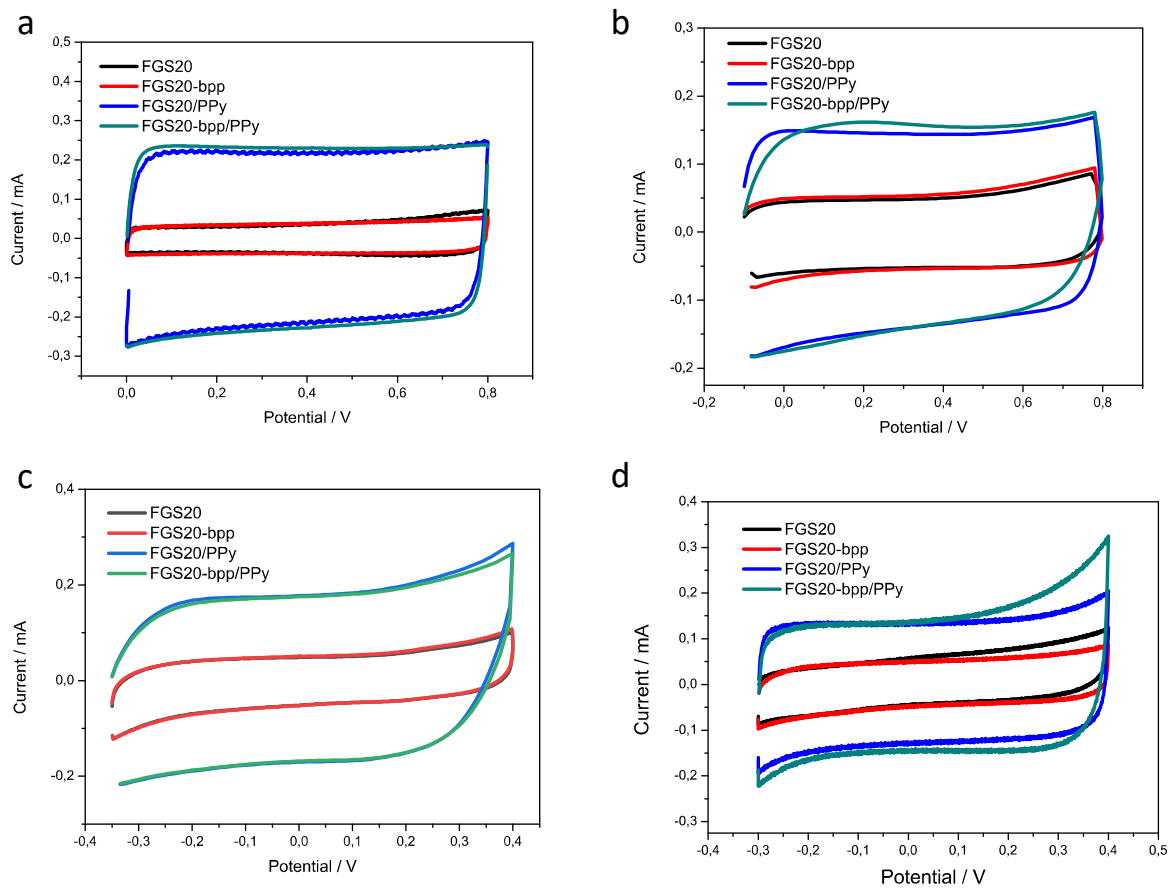 a
0,5
0,4
0,3
0,2
0,1
0,0
-0,1
-0,2
-0,3
Current / mA
FGS20
FGS20-bpp
FGS20/PPy
FGS20-bpp/PPy
0,0 0,2 0,4 0,6 0,8
Potential / V
b
0,3
0,2
0,1
0,0
-0,1
-0,2
Current / mA
FGS20
FGS20-bpp
FGS20/PPy
FGS20-bpp/PPy
-0,2 0,0 0,2 0,4 0,6 0,8
Potential / V
c
0,4
0,2
0,0
-0,2
Current / mA
FGS20
FGS20-bpp
FGS20/PPy
FGS20-bpp/PPy
-0,4 -0,3 -0,2 -0,1 0,0 0,1 0,2 0,3 0,4
Potential / V
d
0,4
0,3
0,2
0,1
0,0
-0,1
-0,2
-0,3
Current / mA
FGS20
FGS20-bpp
FGS20/PPy
FGS20-bpp/PPy
-0,4 -0,3 -0,2 -0,1 0,0 0,1 0,2 0,3 0,4 0,5
Potential / V